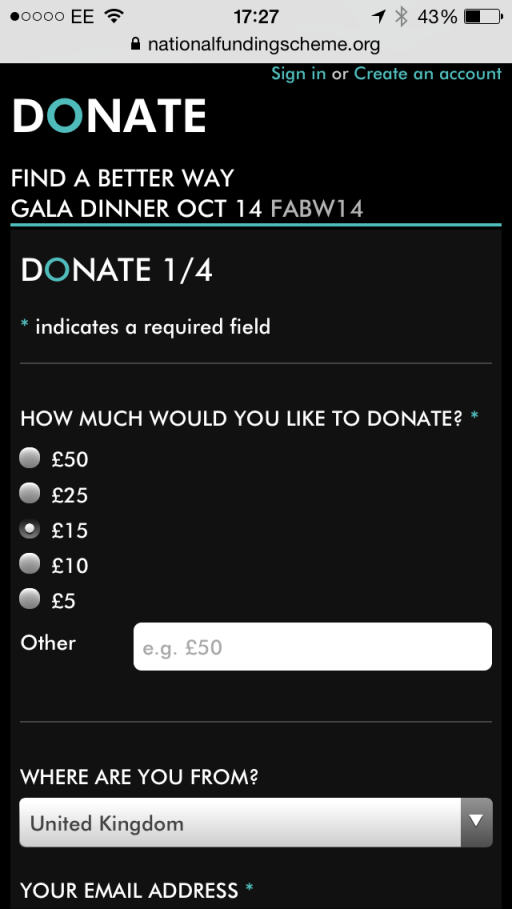 EE 17:27 43%
nationalfundingscheme.org
Sign in or Create an account
DONATE
FIND A BETTER WAY
GALA DINNER OCT 14 FABW14
DONATE 1/4
* indicates a required field
HOW MUCH WOULD YOU LIKE TO DONATE? *
£50
£25
£15
£10
£5
Other e.g. £50
WHERE ARE YOU FROM?
United Kingdom
YOUR EMAIL ADDRESS *